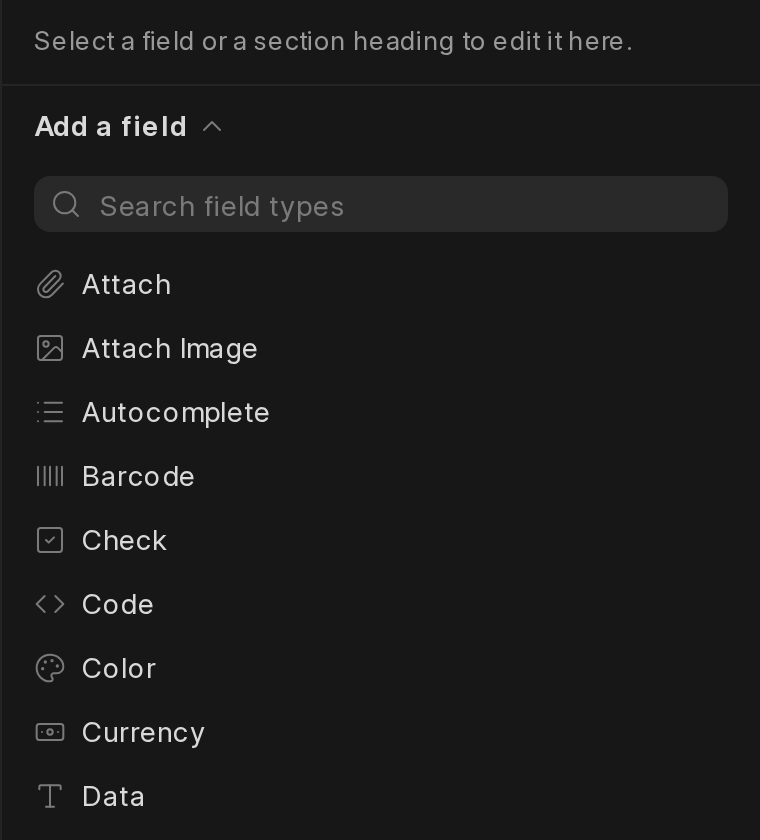 Select a field or a section heading to edit it here.
Add a field
Search field types
Attach
Attach Image
Autocomplete
Barcode
Check
Code
Color
Currency
Data